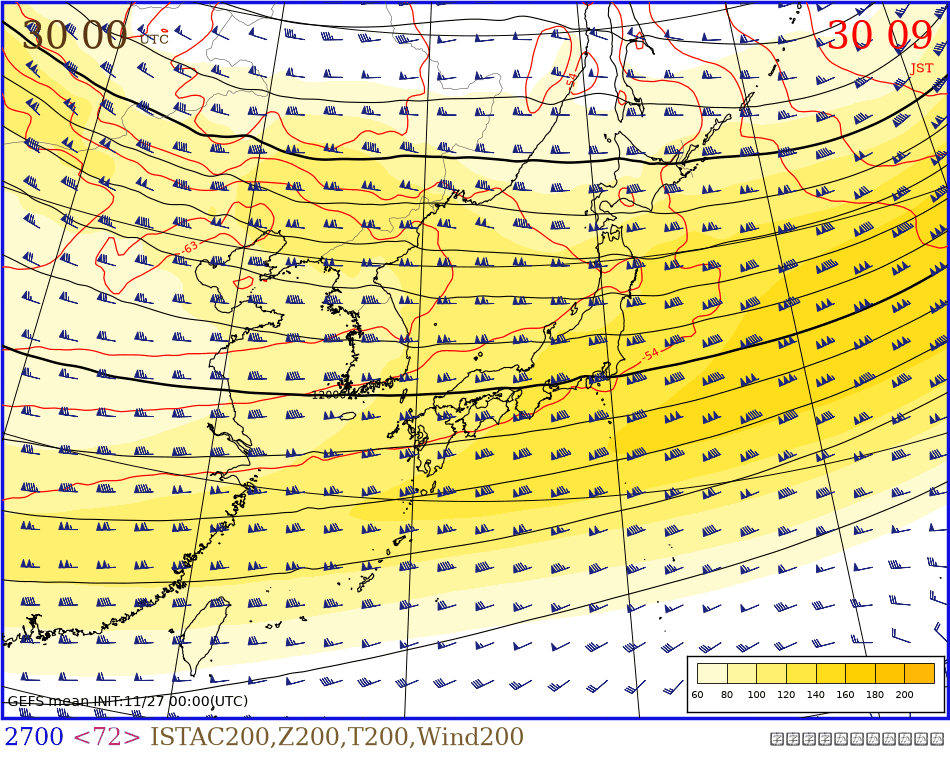 30 00 UTC
30 09 JST
-54
-63
-54
12000
GEFS mean INIT:11/27 00:00(UTC)
60 80 100 120 140 160 180 200
2700 <72> ISTAC200,Z200,T200,Wind200